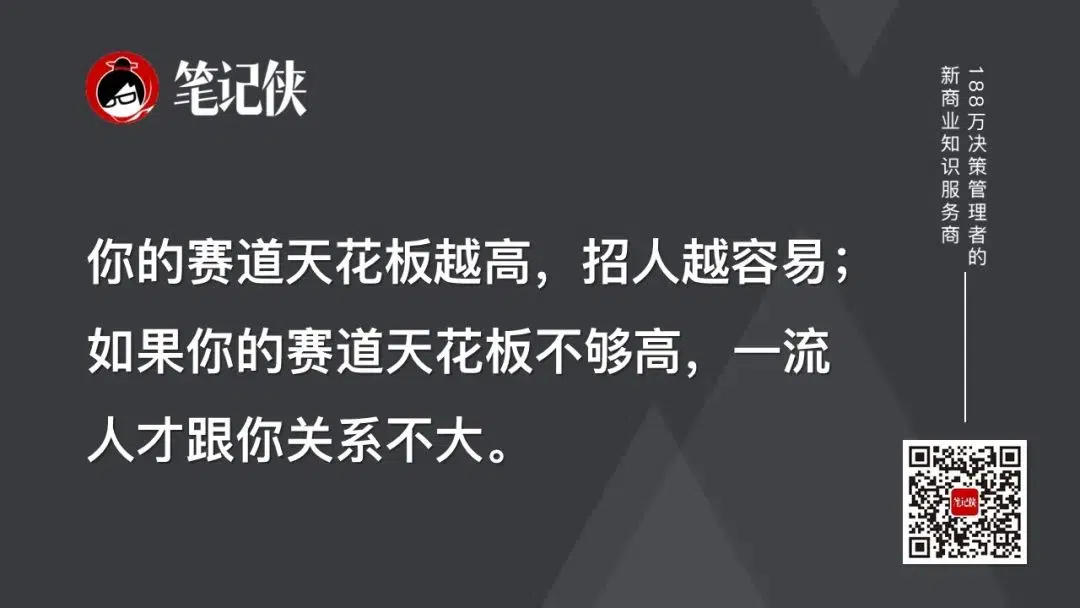 笔记侠
188万决策管理者的
新商业知识服务商
你的赛道天花板越高，招人越容易；
如果你的赛道天花板不够高，一流
人才跟你关系不大。
笔记侠